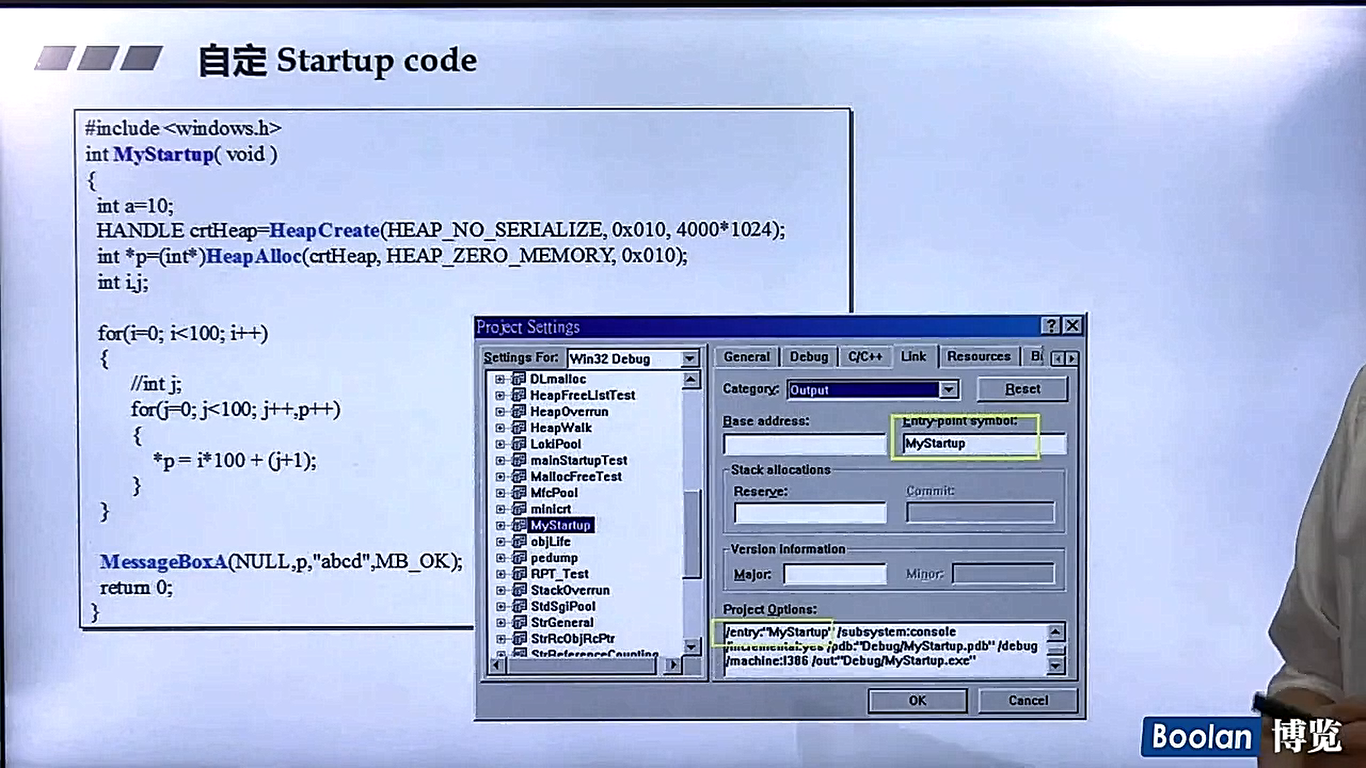 自定 Startup code
#include <windows.h>
int MyStartup( void )
{
int a=10;
HANDLE crtHeap=HeapCreate(HEAP_NO_SERIALIZE, 0x010, 4000*1024);
int *p=(int*)HeapAlloc(crtHeap, HEAP_ZERO_MEMORY, 0x010);
int i,j;
for(i=0; i<100; i++)
{
//int j;
for(j=0; j<100; j++,p++)
{
*p = i*100 + (j+1);
}
}
MessageBoxA(NULL,p,"abcd",MB_OK);
return 0;
}
Project Settings
Settings For:
Win32 Debug
DLmalloc
HeapFreeListTest
HeapOverrun
HeapWalk
LokiPool
mainStartupTest
MallocFreeTest
MfcPool
minicrt
MyStartup
objLife
pedump
RPT_Test
StackOverrun
StdSgiPool
StrGeneral
StrRcObjRcPtr
StrReferenceCounting
General Debug C/C++ Link Resources
Category: Output Reset
Base address: Entry-point symbol:
MyStartup
Stack allocations
Reserve: Commit:
Version information
Major: Minor:
Project Options:
/entry:"MyStartup" /subsystem:console
/incremental:yes /pdb:"Debug/MyStartup.pdb" /debug
/machine:I386 /out:"Debug/MyStartup.exe"
OK Cancel
Boolan 博览